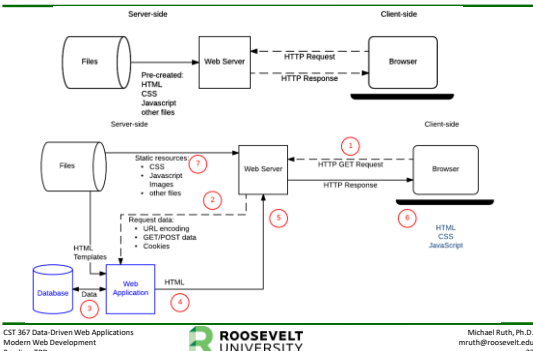 Server-side
Client-side
Files
Web Server
Browser
HTTP Request
HTTP Response
Pre-created:
HTML
CSS
Javascript
other files
Server-side
Client-side
Files
Static resources:
• CSS
• Javascript
Images
• other files
7
Web Server
1
HTTP GET Request
HTTP Response
Browser
2
5
6
Request data:
• URL encoding
• GET/POST data
• Cookies
HTML
CSS
JavaScript
HTML
Templates
Database
Data
3
Web
Application
HTML
4
CST 367 Data-Driven Web Applications
Modern Web Development
ROOSEVELT
UNIVERSITY
Michael Ruth, Ph.D.
mruth@roosevelt.edu